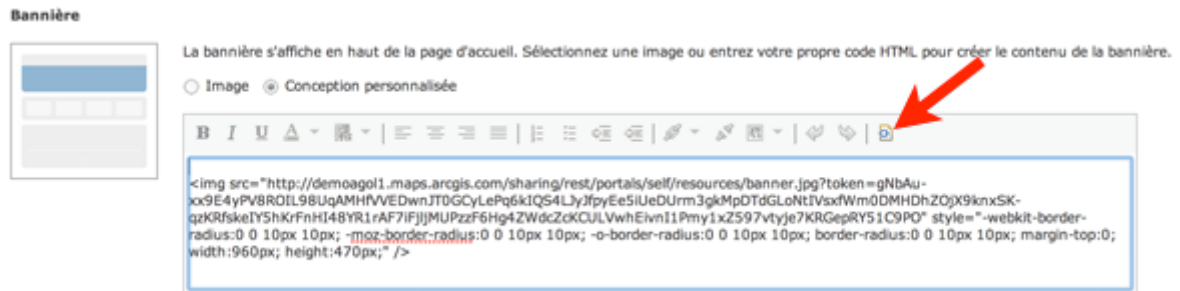 Bannière
La bannière s'affiche en haut de la page d'accueil. Sélectionnez une image ou entrez votre propre code HTML pour créer le contenu de la bannière.
Image Conception personnalisée
B I U A
<img src="http://demoagol1.maps.arcgis.com/sharing/rest/portals/self/resources/banner.jpg?token=gNbAu-
style="-webkit-border-
radius:0 0 10px 10px; -moz-border-radius:0 0 10px 10px; -o-border-radius:0 0 10px 10px; border-radius:0 0 10px 10px; margin-top:0;
width:960px; height:470px;" />